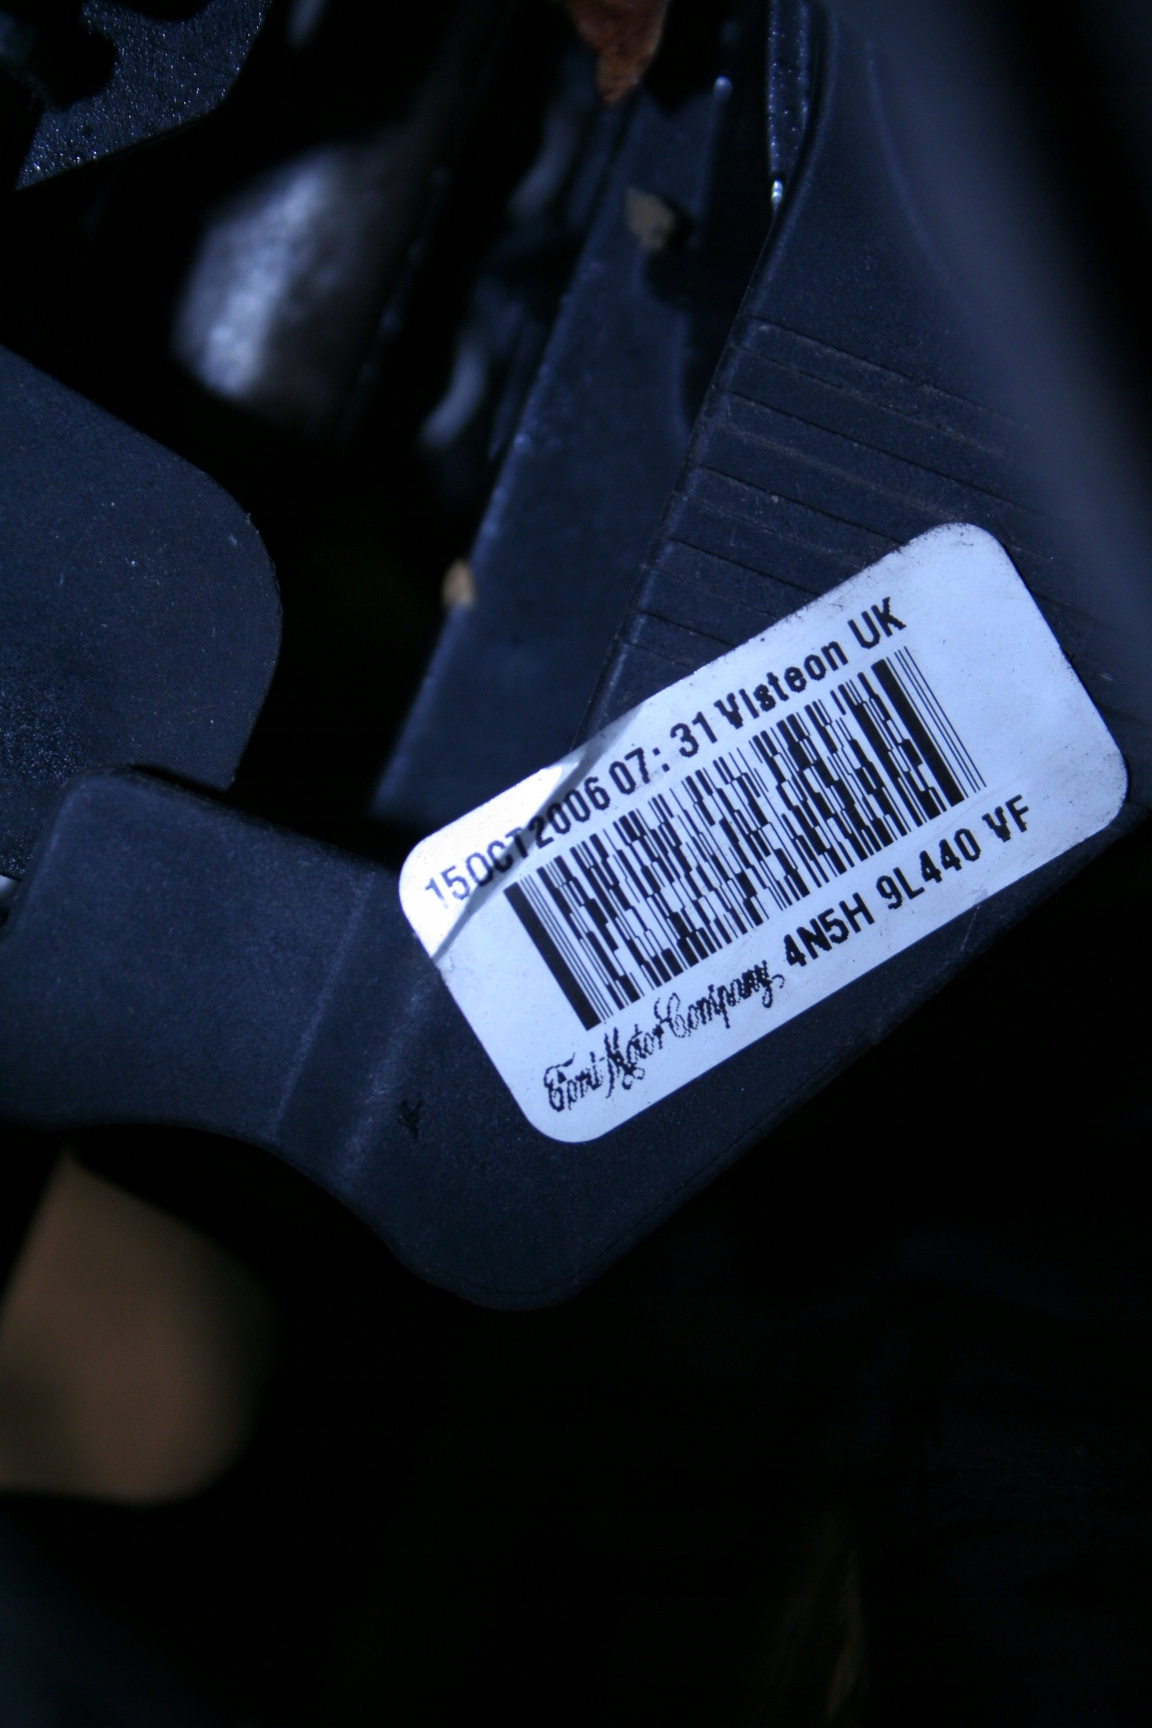 15OCT2006 07: 31 Visteon UK
Ford Motor Company, 4N5H 9L440 VF